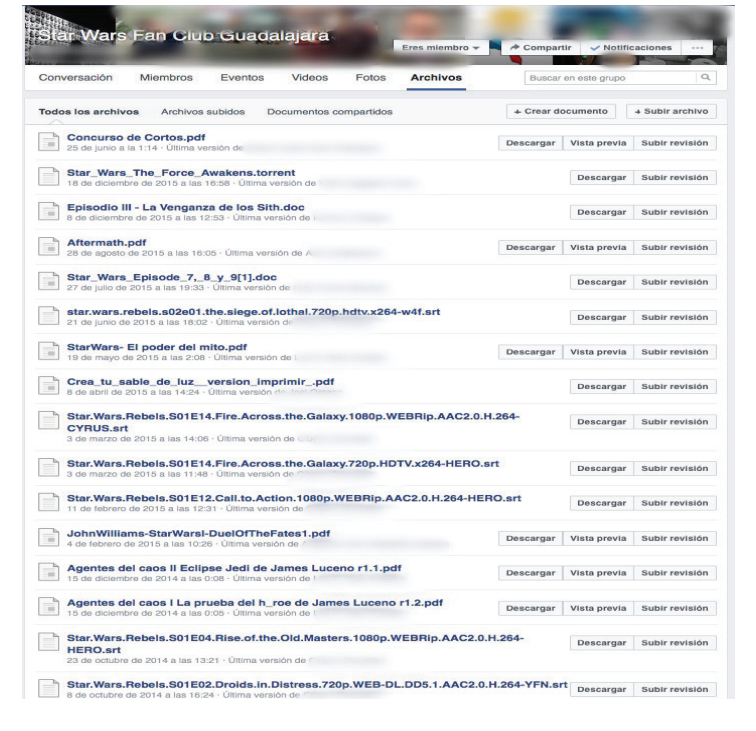 Star Wars Fan Club Guadalajara
Eres miembro
Compartir
Notificaciones
Conversación Miembros Eventos Videos Fotos Archivos
Buscar en este grupo
Todos los archivos Archivos subidos Documentos compartidos
+ Crear documento
+ Subir archivo
Concurso de Cortos.pdf
25 de junio a la 1:14 · Última versión de
Descargar Vista previa Subir revisión
Star_Wars_The_Force_Awakens.torrent
18 de diciembre de 2015 a las 16:58 · Última versión de
Descargar Subir revisión
Episodio III - La Venganza de los Sith.doc
8 de diciembre de 2015 a las 12:53 · Última versión de
Descargar Subir revisión
Aftermath.pdf
28 de agosto de 2015 a las 16:05 · Última versión de
Descargar Vista previa Subir revisión
Star_Wars_Episode_7,_8_y_9[1].doc
27 de julio de 2015 a las 19:33 · Última versión de
Descargar Subir revisión
star.wars.rebels.s02e01.the.siege.of.lothal.720p.hdtv.x264-w4f.srt
21 de junio de 2015 a las 18:02 · Última versión de
Descargar Subir revisión
StarWars- El poder del mito.pdf
19 de mayo de 2015 a las 2:08 · Última versión de
Descargar Vista previa Subir revisión
Crea_tu_sable_de_luz__version_imprimir_.pdf
8 de abril de 2015 a las 14:24 · Última versión de
Descargar Subir revisión
Star.Wars.Rebels.S01E14.Fire.Across.the.Galaxy.1080p.WEBRip.AAC2.0.H.264-
CYRUS.srt
3 de marzo de 2015 a las 14:06 · Última versión de
Descargar Subir revisión
Star.Wars.Rebels.S01E14.Fire.Across.the.Galaxy.720p.HDTV.x264-HERO.srt
3 de marzo de 2015 a las 11:48 · Última versión de
Descargar Subir revisión
Star.Wars.Rebels.S01E12.Call.to.Action.1080p.WEBRip.AAC2.0.H.264-HERO.srt
11 de febrero de 2015 a las 12:31 · Última versión de
Descargar Subir revisión
JohnWilliams-StarWarsI-DuelOfTheFates1.pdf
4 de febrero de 2015 a las 10:26 · Última versión de
Descargar Vista previa Subir revisión
Agentes del caos II Eclipse Jedi de James Luceno r1.1.pdf
15 de diciembre de 2014 a las 0:08 · Última versión de
Descargar Vista previa Subir revisión
Agentes del caos I La prueba del h_roe de James Luceno r1.2.pdf
15 de diciembre de 2014 a las 0:05 · Última versión de
Descargar Vista previa Subir revisión
Star.Wars.Rebels.S01E04.Rise.of.the.Old.Masters.1080p.WEBRip.AAC2.0.H.264-
HERO.srt
23 de octubre de 2014 a las 13:21 · Última versión de
Descargar Subir revisión
Star.Wars.Rebels.S01E02.Droids.in.Distress.720p.WEB-DL.DD5.1.AAC2.0.H.264-YFN.srt
8 de octubre de 2014 a las 16:24 · Última versión de
Descargar Subir revisión